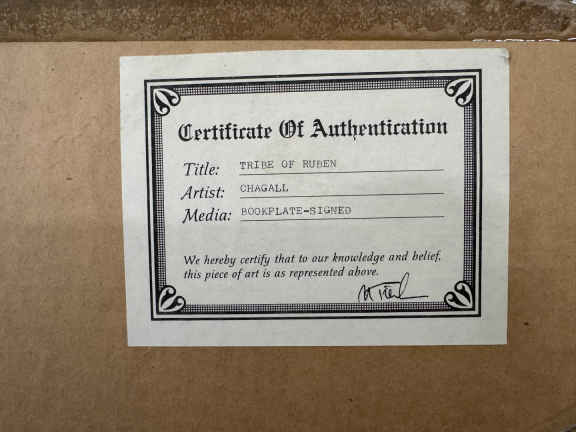 Certificate Of Authentication
Title: TRIBE OF RUBEN
Artist: CHAGALL
Media: BOOKPLATE-SIGNED
We hereby certify that to our knowledge and belief,
this piece of art is as represented above.